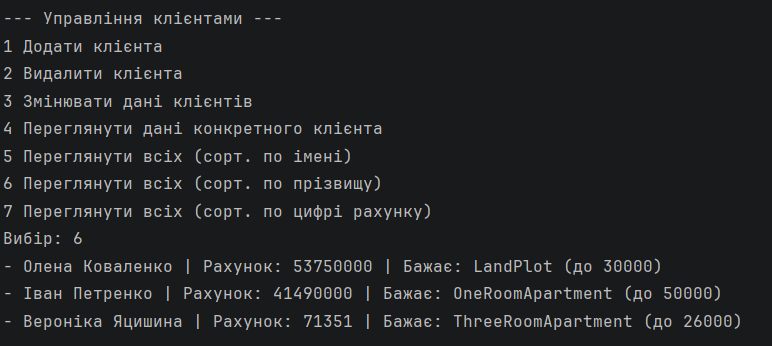 --- Управління клієнтами ---
1 Додати клієнта
2 Видалити клієнта
3 Змінювати дані клієнтів
4 Переглянути дані конкретного клієнта
5 Переглянути всіх (сорт. по імені)
6 Переглянути всіх (сорт. по прізвищу)
7 Переглянути всіх (сорт. по цифрі рахунку)
Вибір: 6
- Олена Коваленко | Рахунок: 53750000 | Бажає: LandPlot (до 30000)
- Іван Петренко | Рахунок: 41490000 | Бажає: OneRoomApartment (до 50000)
- Вероніка Яцишина | Рахунок: 71351 | Бажає: ThreeRoomApartment (до 26000)